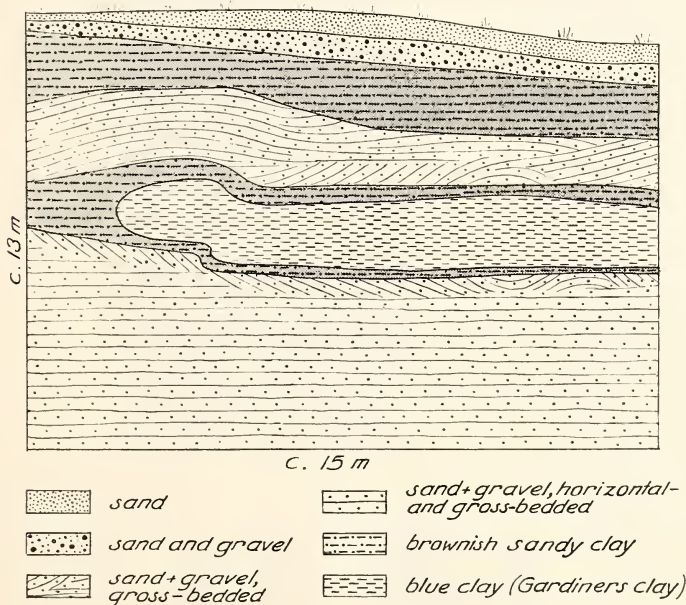 c. 13 m
c. 15 m
sand
sand and gravel
sand+gravel,
gross-bedded
sand+gravel, horizontal-
and gross-bedded
brownish sandy clay
blue clay (Gardiners clay)